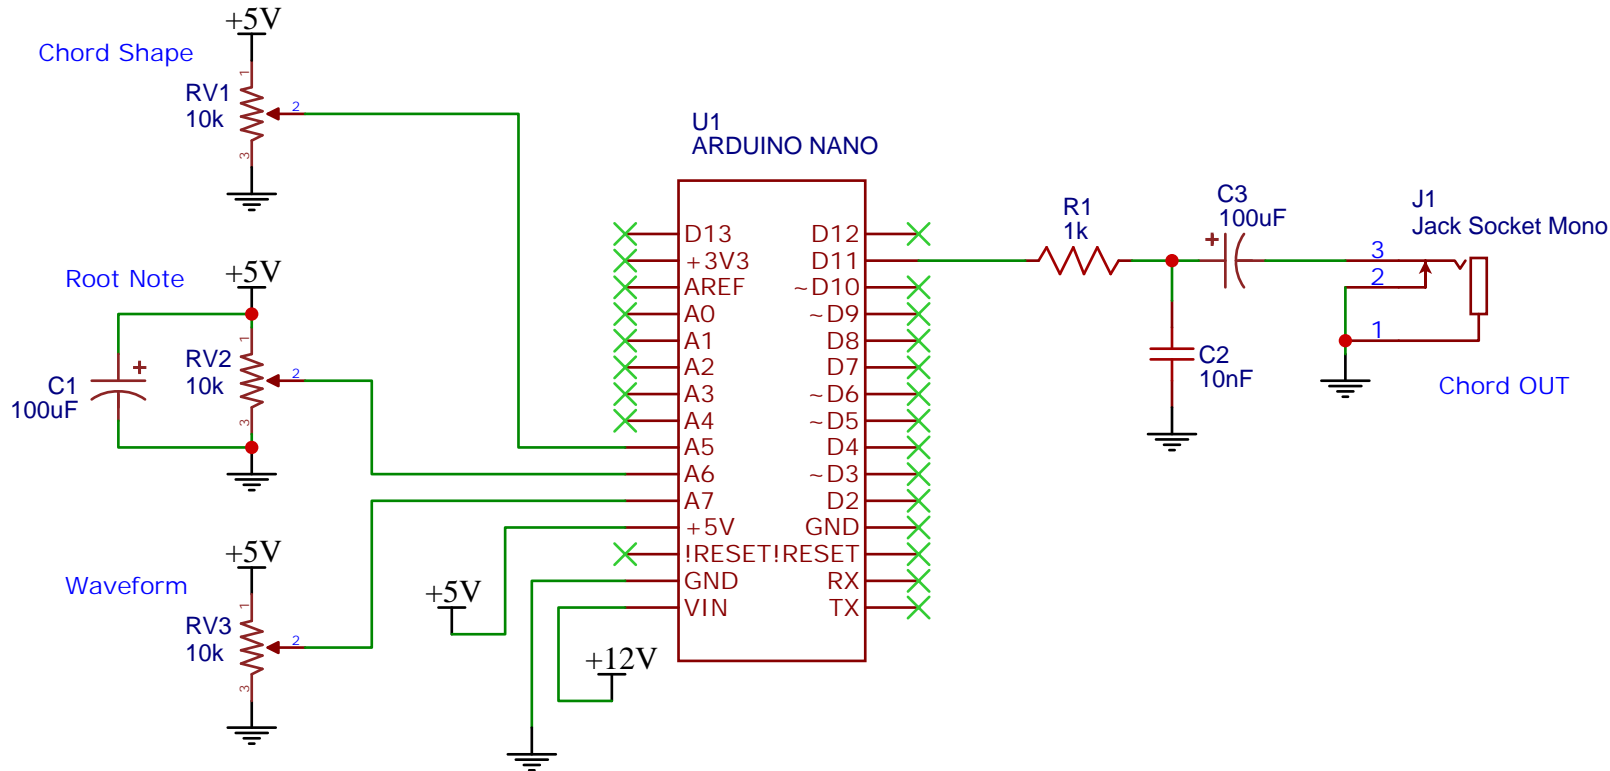 +5V
Chord Shape
1
RV1
10k
2
3
+5V
Root Note
1
RV2
10k
2
3
C1
100uF
+5V
Waveform
1
RV3
10k
2
3
+5V
+12V
U1
ARDUINO NANO
D13
+3V3
AREF
A0
A1
A2
A3
A4
A5
A6
A7
+5V
!RESET
GND
VIN
D12
D11
~D10
~D9
D8
D7
~D6
~D5
D4
~D3
D2
GND
!RESET
RX
TX
R1
1k
C3
100uF
+
C2
10nF
J1
Jack Socket Mono
3
2
1
Chord OUT
+